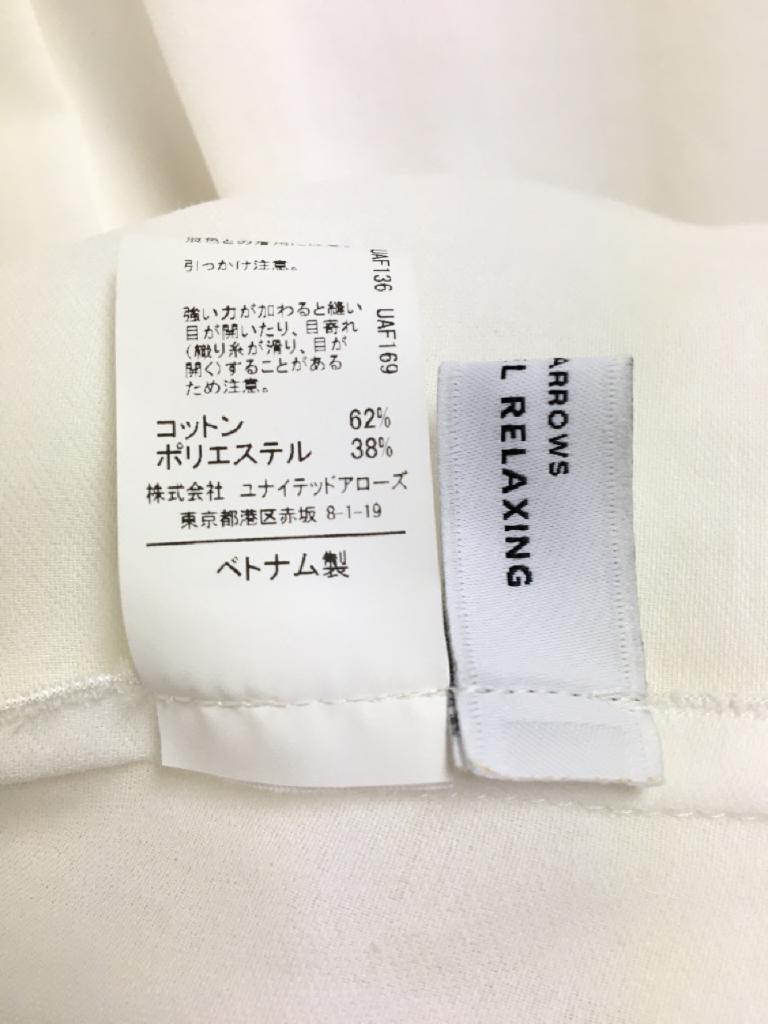 引っかけ注意。
強い力が加わると縫い
目が開いたり、目寄れ
(織り糸が滑り、目が
開く)することがある
ため注意。
コットン 62%
ポリエステル 38%
株式会社 ユナイテッドアローズ
東京都港区赤坂 8-1-19
ベトナム製
UAF136 UAF169
ARROWS
L RELAXING